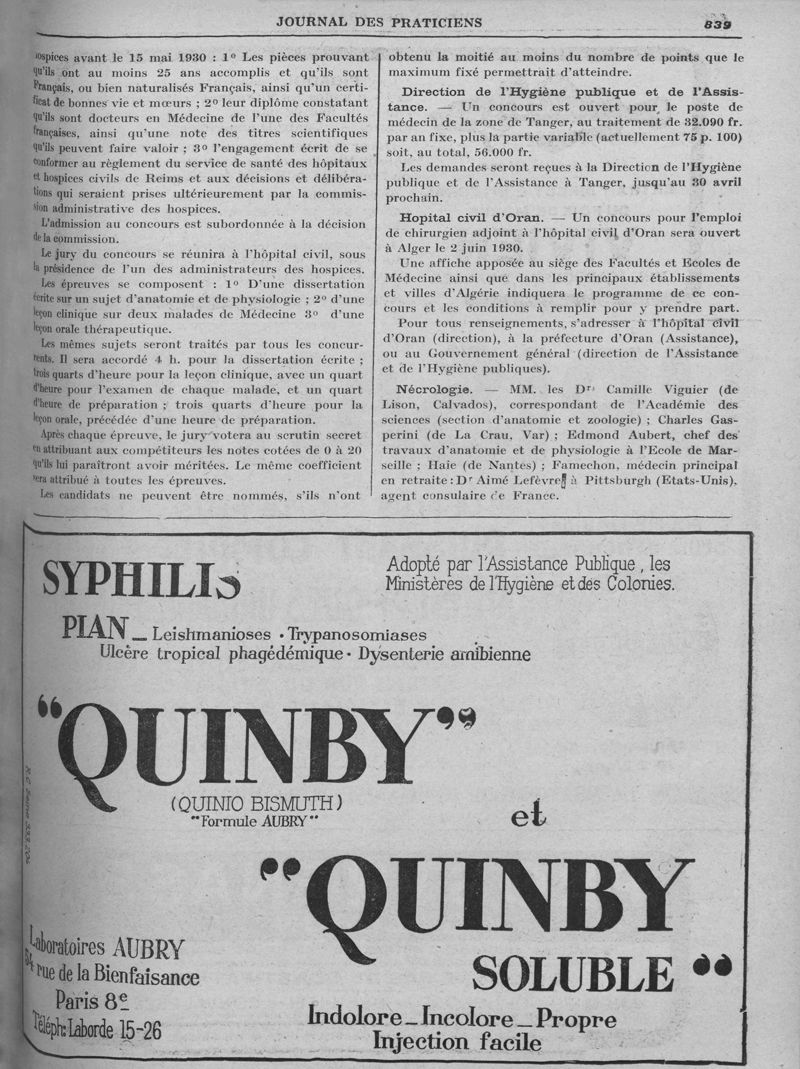 JOURNAL DES PRATICIENS
839
hospices avant le 15 mai 1930 : 1º Les pièces prouvant
qu'ils ont au moins 25 ans accomplis et qu'ils sont
Français, ou bien naturalisés Français, ainsi qu'un certi-
ficat de bonnes vie et mœurs ; 2º leur diplôme constatant
qu'ils sont docteurs en Médecine de l'une des Facultés
françaises, ainsi qu'une note des titres scientifiques
qu'ils peuvent faire valoir ; 3º l'engagement écrit de se
conformer au règlement du service de santé des hôpitaux
et hospices civils de Reims et aux décisions et délibéra-
tions qui seraient prises ultérieurement par la commis-
sion administrative des hospices.
L'admission au concours est subordonnée à la décision
de la commission.
Le jury du concours se réunira à l'hôpital civil, sous
la présidence de l'un des administrateurs des hospices.
Les épreuves se composent : 1º D'une dissertation
écrite sur un sujet d'anatomie et de physiologie ; 2º d'une
leçon clinique sur deux malades de Médecine 3º d'une
leçon orale thérapeutique.
Les mêmes sujets seront traités par tous les concur-
rents. Il sera accordé 4 h. pour la dissertation écrite ;
trois quarts d'heure pour la leçon clinique, avec un quart
d'heure pour l'examen de chaque malade, et un quart
d'heure de préparation ; trois quarts d'heure pour la
leçon orale, précédée d'une heure de préparation.
Après chaque épreuve, le jury votera au scrutin secret
en attribuant aux compétiteurs les notes cotées de 0 à 20
qu'ils lui paraîtront avoir méritées. Le même coefficient
sera attribué à toutes les épreuves.
Les candidats ne peuvent être nommés, s'ils n'ont
obtenu la moitié au moins du nombre de points que le
maximum fixé permettrait d'atteindre.
Direction de l'Hygiène publique et de l'Assis-
tance. — Un concours est ouvert pour le poste de
médecin de la zone de Tanger, au traitement de 32.090 fr.
par an fixe, plus la partie variable (actuellement 75 p. 100)
soit, au total, 56.000 fr.
Les demandes seront reçues à la Direction de l'Hygiène
publique et de l'Assistance à Tanger, jusqu'au 30 avril
prochain.
Hopital civil d'Oran. — Un concours pour l'emploi
de chirurgien adjoint à l'hôpital civil d'Oran sera ouvert
à Alger le 2 juin 1930.
Une affiche apposée au siège des Facultés et Ecoles de
Médecine ainsi que dans les principaux établissements
et villes d'Algérie indiquera le programme de ce con-
cours et les conditions à remplir pour y prendre part.
Pour tous renseignements, s'adresser à l'hôpital civil
d'Oran (direction), à la préfecture d'Oran (Assistance),
ou au Gouvernement général (direction de l'Assistance
et de l'Hygiène publiques).
Nécrologie. — MM. les Drs Camille Viguier (de
Lison, Calvados), correspondant de l'Académie des
sciences (section d'anatomie et zoologie) ; Charles Gas-
perini (de La Crau, Var) ; Edmond Aubert, chef des
travaux d'anatomie et de physiologie à l'Ecole de Mar-
seille ; Haie (de Nantes) ; Famechon, médecin principal
en retraite : Dr Aimé Lefèvre à Pittsburgh (Etats-Unis),
agent consulaire de France.
SYPHILIS
Adopté par l'Assistance Publique, les
Ministères de l'Hygiène et des Colonies.
PIAN _ Leishmanioses • Trypanosomiases
Ulcère tropical phagédémique • Dysenterie amibienne
"QUINBY"
(QUINIO BISMUTH)
"Formule AUBRY"
et
"QUINBY
SOLUBLE"
Laboratoires AUBRY
rue de la Bienfaisance
Paris 8e
Téléph: Laborde 15-26
Indolore _ Incolore _ Propre
Injection facile